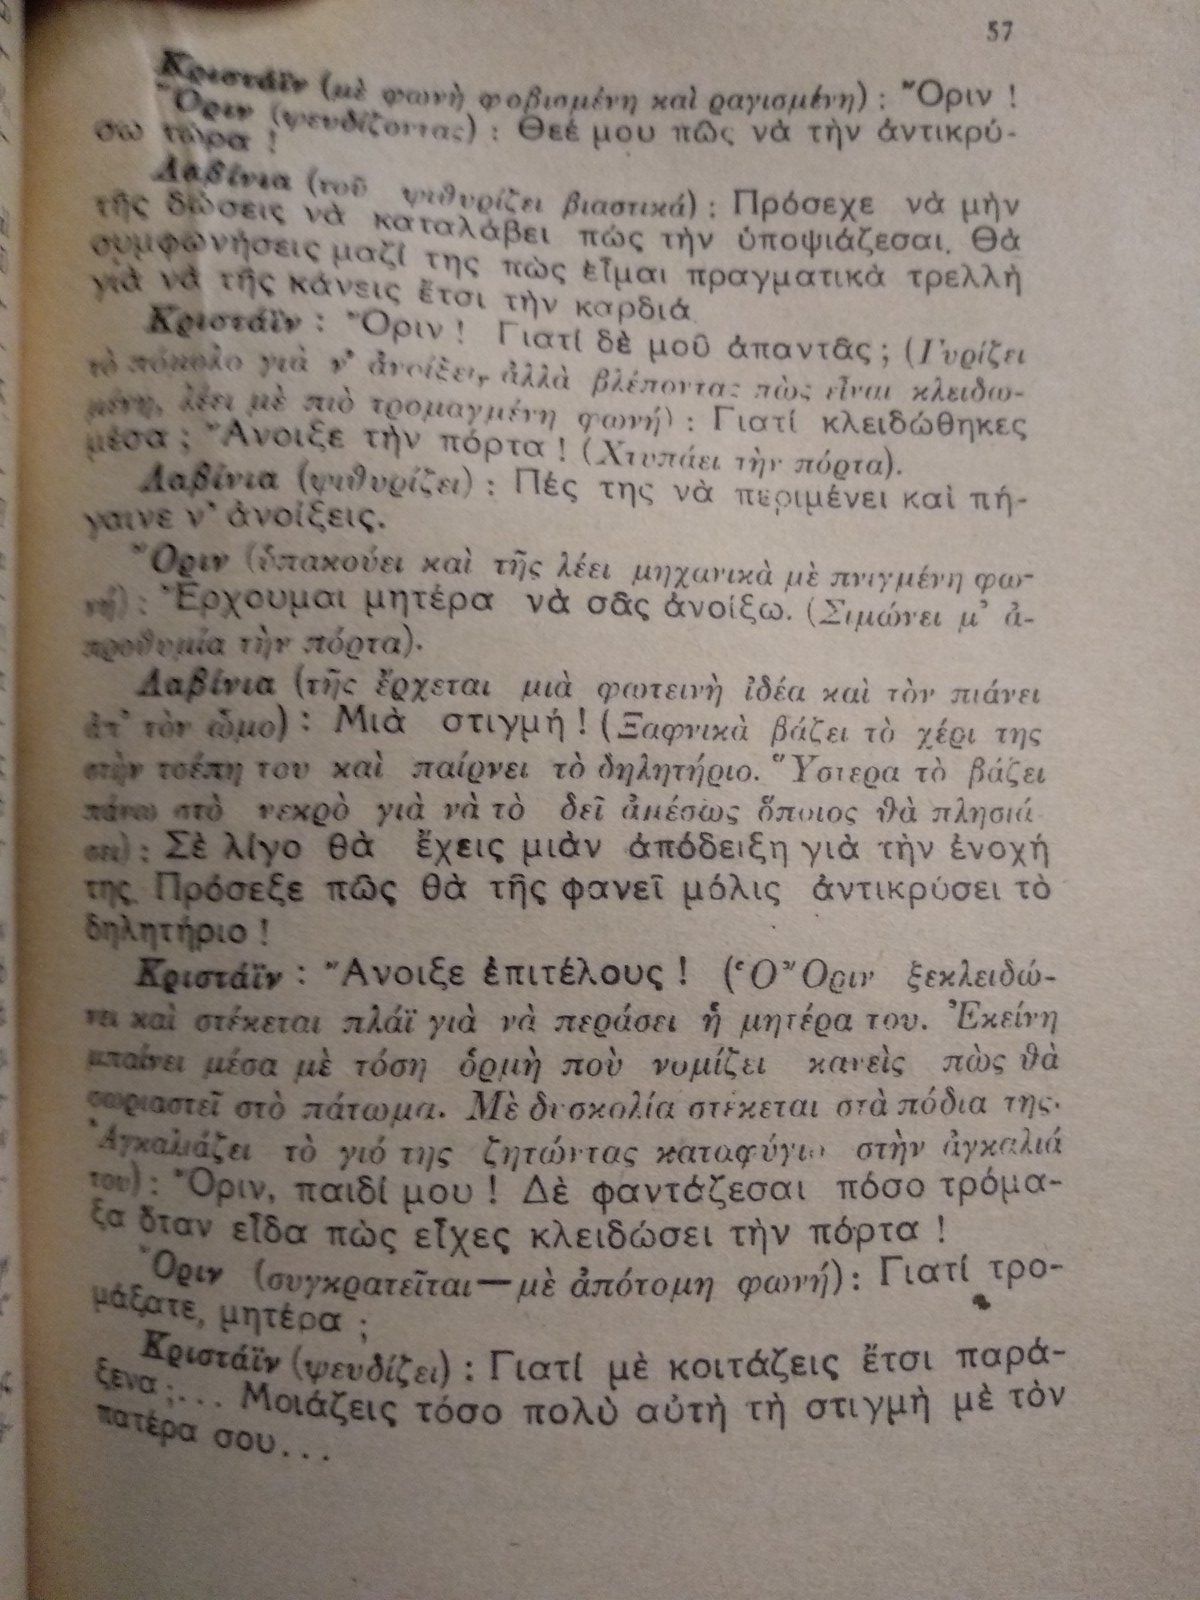 57
Κριστάϊν (μὲ φωνὴ φοβισμένη καὶ ραγισμένη) : Ὄριν !
Ὄριν (ψευδίζοντας) : Θεέ μου πῶς νὰ τὴν ἀντικρύ-
σω τώρα !
Λαβίνια (τοῦ ψιθυρίζει βιαστικά) : Πρόσεχε νὰ μὴν
τῆς δώσεις νὰ καταλάβει πώς τὴν ὑποψιάζεσαι. Θὰ
συμφωνήσεις μαζί της πὼς εἶμαι πραγματικὰ τρελλὴ
γιὰ νὰ τῆς κάνεις ἔτσι τὴν καρδιά.
Κριστάϊν : Ὄριν ! Γιατί δὲ μοῦ ἀπαντᾶς ; (Γυρίζει
τὸ πόμολο γιὰ ν' ἀνοίξει, ἀλλὰ βλέποντας πὼς εἶναι κλειδω-
μένη, λέει μὲ πιὸ τρομαγμένη φωνή) : Γιατί κλειδώθηκες
μέσα ; Ἄνοιξε τὴν πόρτα ! (Χτυπάει τὴν πόρτα).
Λαβίνια (ψιθυρίζει) : Πές της νὰ περιμένει καὶ πή-
γαινε ν' ἀνοίξεις.
Ὄριν (ὑπακούει καὶ τῆς λέει μηχανικὰ μὲ πνιγμένη φω-
νή) : Ἔρχουμαι μητέρα νὰ σᾶς ἀνοίξω. (Σιμώνει μ' ἀ-
προθυμία τὴν πόρτα).
Λαβίνια (τῆς ἔρχεται μιὰ φωτεινὴ ἰδέα καὶ τὸν πιάνει
ἀπ' τὸν ὦμο) : Μιὰ στιγμή ! (Ξαφνικὰ βάζει τὸ χέρι της
στὴν τσέπη του καὶ παίρνει τὸ δηλητήριο. Ὕστερα τὸ βάζει
πάνω στὸ νεκρὸ γιὰ νὰ τὸ δεῖ ἀμέσως ὅποιος θὰ πλησιά
σει) : Σὲ λίγο θὰ ἔχεις μιὰν ἀπόδειξη γιὰ τὴν ἐνοχή
της. Πρόσεξε πῶς θὰ τῆς φανεῖ μόλις ἀντικρύσει τὸ
δηλητήριο !
Κριστάϊν : Ἄνοιξε ἐπιτέλους ! (Ὁ Ὄριν ξεκλειδώ-
νει καὶ στέκεται πλάϊ γιὰ νὰ περάσει ἡ μητέρα του. Ἐκείνη
μπαίνει μέσα μὲ τόση ὁρμὴ ποὺ νομίζει κανεὶς πὼς θὰ
σωριαστεῖ στὸ πάτωμα. Μὲ δυσκολία στέκεται στὰ πόδια της.
Ἀγκαλιάζει τὸ γιό της ζητώντας καταφύγιο στὴν ἀγκαλιά
του) : Ὄριν, παιδί μου ! Δὲ φαντάζεσαι πόσο τρόμα-
ξα ὅταν εἶδα πὼς εἶχες κλειδώσει τὴν πόρτα !
Ὄριν (συγκρατεῖται—μὲ ἀπότομη φωνή) : Γιατί τρο-
μάξατε, μητέρα ;
Κριστάϊν (ψευδίζει) : Γιατί μὲ κοιτάζεις ἔτσι παρά-
ξενα ;... Μοιάζεις τόσο πολὺ αὐτὴ τὴ στιγμὴ μὲ τὸν
πατέρα σου...